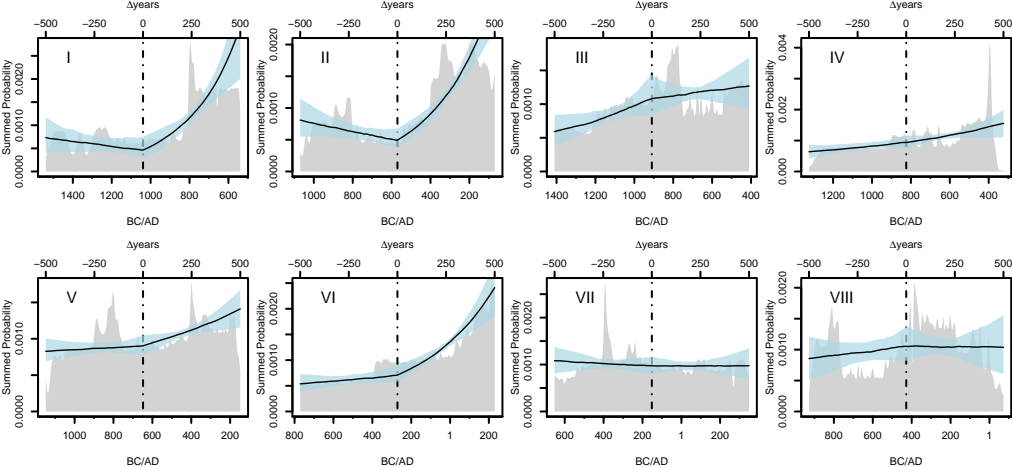 Δyears Δyears Δyears Δyears
−500 −250 0 250 500 −500 −250 0 250 500 −500 −250 0 250 500 −500 −250 0 250 500
I II III IV
Summed Probability Summed Probability Summed Probability Summed Probability
0.0000 0.0010 0.0020 0.0000 0.0010 0.0020 0.0000 0.0010 0.0000 0.0002 0.004
1400 1200 1000 800 600 1000 800 600 400 200 1400 1200 1000 800 600 400 1200 1000 800 600 400
BC/AD BC/AD BC/AD BC/AD
Δyears Δyears Δyears Δyears
−500 −250 0 250 500 −500 −250 0 250 500 −500 −250 0 250 500 −500 −250 0 250 500
V VI VII VIII
Summed Probability Summed Probability Summed Probability Summed Probability
0.0000 0.0010 0.0000 0.0010 0.0020 0.0000 0.0010 0.0020 0.0000 0.0010 0.0020
1000 800 600 400 200 800 600 400 200 1 200 600 400 200 1 200 800 600 400 200 1
BC/AD BC/AD BC/AD BC/AD